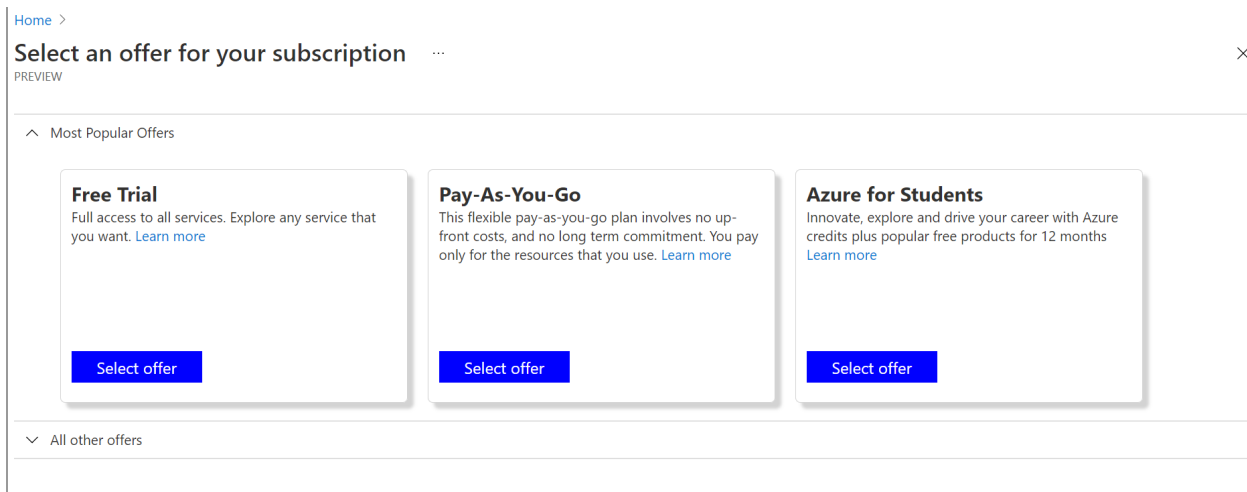 Home >
Select an offer for your subscription ...
PREVIEW
Most Popular Offers
Free Trial
Full access to all services. Explore any service that
you want. Learn more
Select offer
Pay-As-You-Go
This flexible pay-as-you-go plan involves no up-
front costs, and no long term commitment. You pay
only for the resources that you use. Learn more
Select offer
Azure for Students
Innovate, explore and drive your career with Azure
credits plus popular free products for 12 months
Learn more
Select offer
All other offers